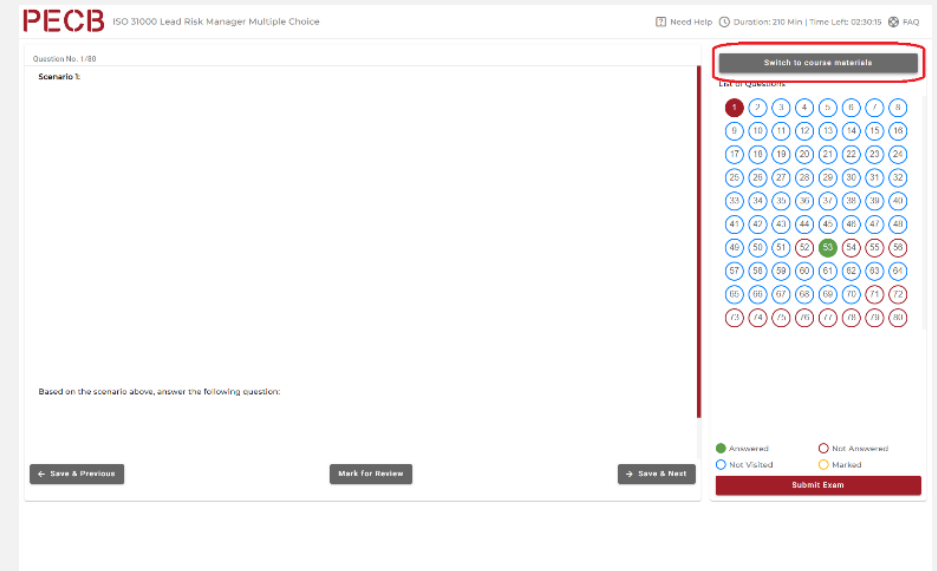 PECB ISO 31000 Lead Risk Manager Multiple Choice
Need Help Duration: 210 Min | Time Left: 02:30:15 FAQ
Question No. 1/80
Scenario 1:
Based on the scenario above, answer the following question:
← Save & Previous
Mark for Review
→ Save & Next
Switch to course materials
List of Questions
1 2 3 4 5 6 7 8
9 10 11 12 13 14 15 16
17 18 19 20 21 22 23 24
25 26 27 28 29 30 31 32
33 34 35 36 37 38 39 40
41 42 43 44 45 46 47 48
49 50 51 52 53 54 55 56
57 58 59 60 61 62 63 64
65 66 67 68 69 70 71 72
73 74 75 76 77 78 79 80
Answered Not Answered
Not Visited Marked
Submit Exam